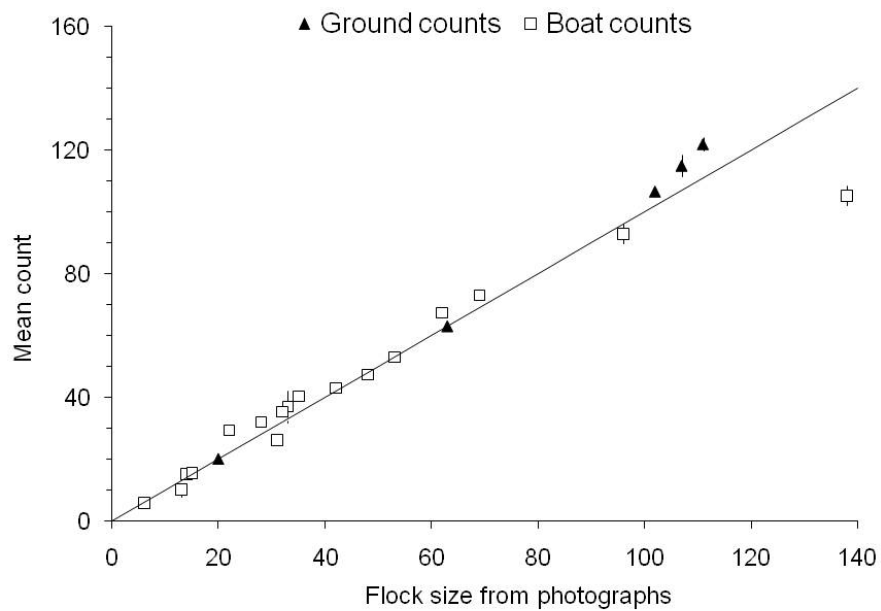 ▲ Ground counts □ Boat counts
160
120
80
40
0
Mean count
0 20 40 60 80 100 120 140
Flock size from photographs